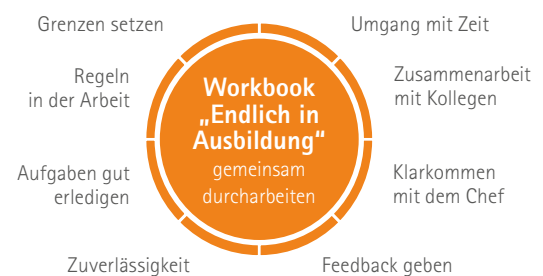 Grenzen setzen
Umgang mit Zeit
Regeln
in der Arbeit
Zusammenarbeit
mit Kollegen
Workbook
„Endlich in
Ausbildung“
gemeinsam
durcharbeiten
Aufgaben gut
erledigen
Klarkommen
mit dem Chef
Zuverlässigkeit
Feedback geben